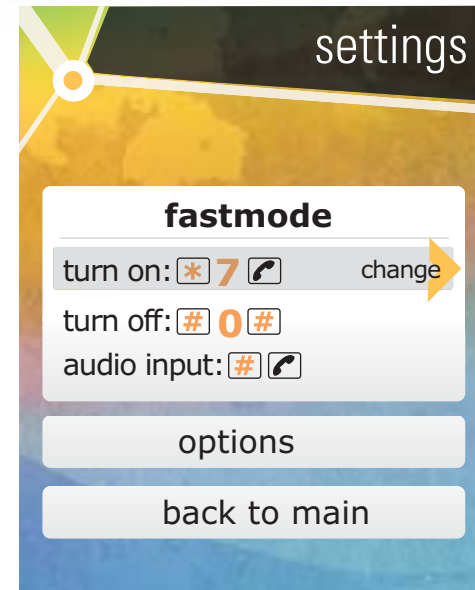 settings
fastmode
turn on: * 7 change
turn off: # 0 #
audio input: #
options
back to main